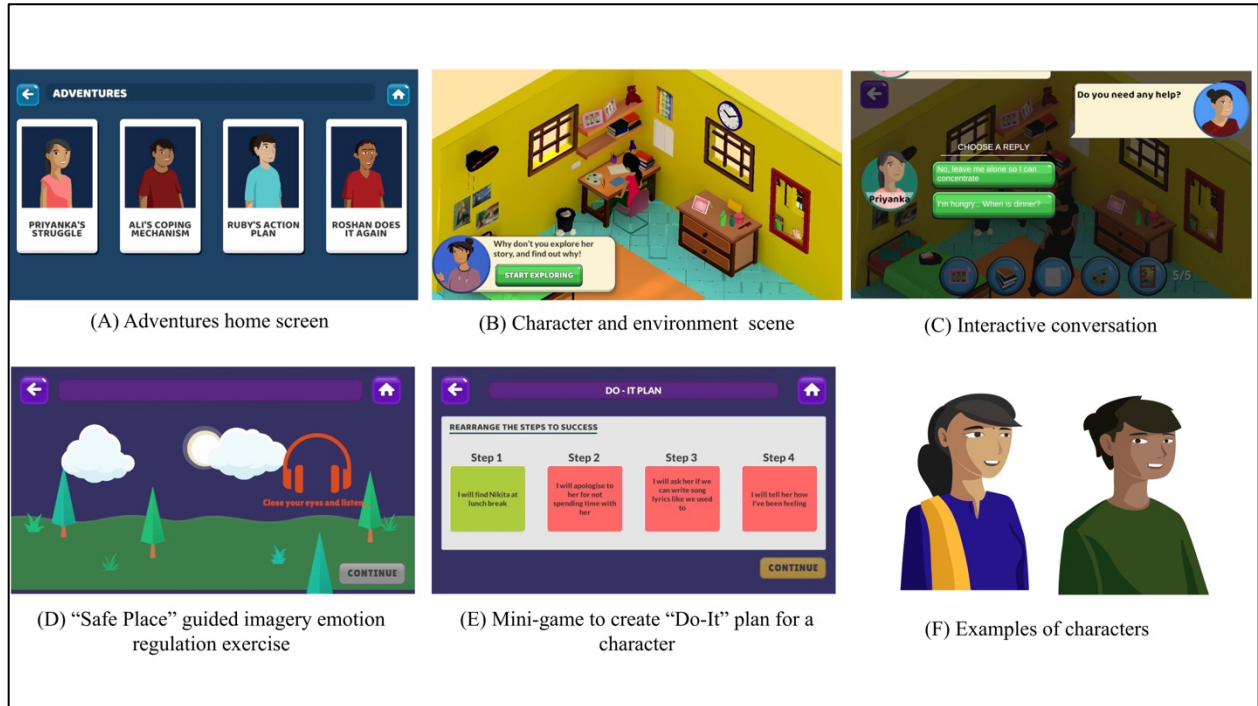 ADVENTURES
PRIYANKA'S
STRUGGLE
ALI'S COPING
MECHANISM
RUBY'S ACTION
PLAN
ROSHAN DOES
IT AGAIN
(A) Adventures home screen
Why don't you explore her
story, and find out why!
START EXPLORING
(B) Character and environment scene
Do you need any help?
CHOOSE A REPLY
No, leave me alone so I can
concentrate
I'm hungry... When is dinner?
Priyanka
5/5
(C) Interactive conversation
Close your eyes and listen...
CONTINUE
(D) “Safe Place” guided imagery emotion
regulation exercise
DO - IT PLAN
REARRANGE THE STEPS TO SUCCESS
Step 1
Step 2
Step 3
Step 4
I will find Nikita at
lunch break
I will apologise to
her for not
spending time with
her
I will ask her if we
can write song
lyrics like we used
to
I will tell her how
I've been feeling
CONTINUE
(E) Mini-game to create “Do-It” plan for a
character
(F) Examples of characters